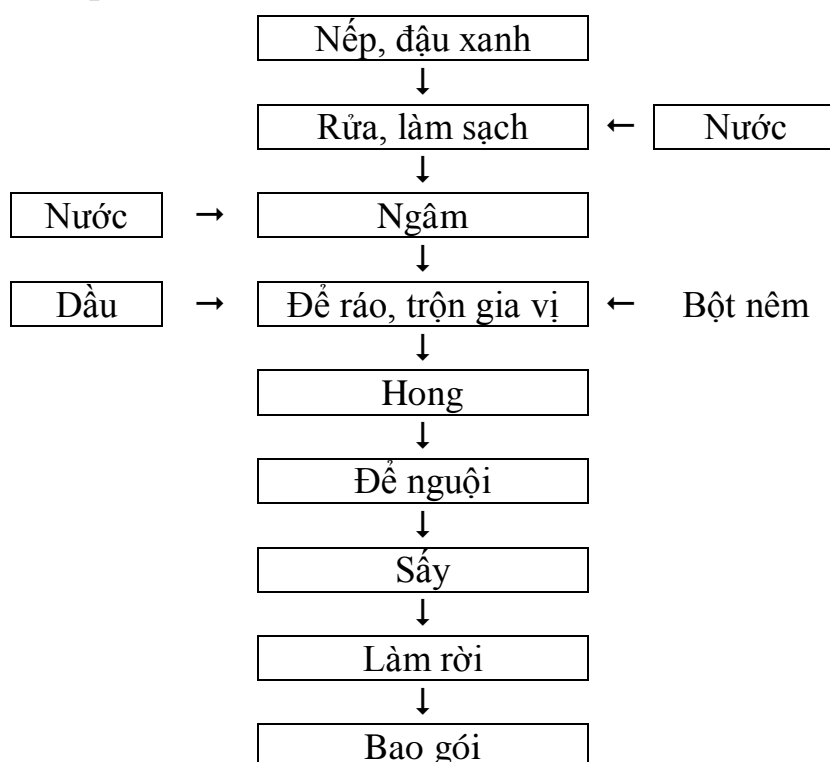 Nếp, đậu xanh
Rửa, làm sạch
Nước
Nước
Ngâm
Dầu
Để ráo, trộn gia vị
Bột nêm
Hong
Để nguội
Sấy
Làm rời
Bao gói